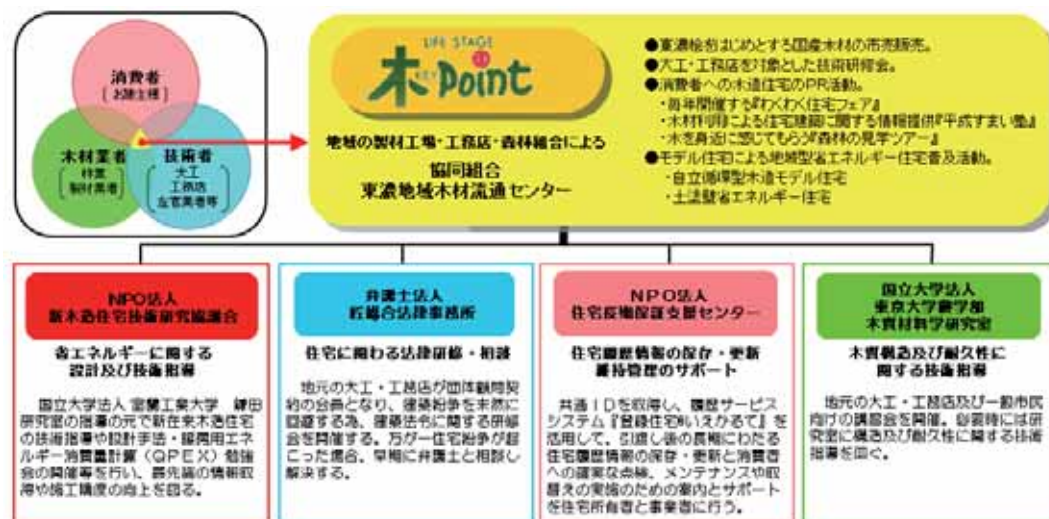 消費者
お施主様
木材業者
林業
製材業者
技術者
大工
工務店
左官業者等
LIFE STAGE
木 Point
KEY
地域の製材工場・工務店・森林組合による
協同組合
東濃地域木材流通センター
●東濃桧をはじめとする国産木材の市売販売。
●大工・工務店を対象とした技術研修会。
●消費者への木造住宅のPR活動。
・毎年開催する『わくわく住宅フェア』
・木材利用による住宅建築に関する情報提供『平成すまい塾』
・木を身近に感じてもらう『森林の見学ツアー』
●モデル住宅による地域型省エネルギー住宅普及活動。
・自立循環型木造モデル住宅
・土塗壁省エネルギー住宅
NPO法人
新木造住宅技術研究協議会
省エネルギーに関する
設計及び技術指導
国立大学法人 室蘭工業大学 鎌田
研究室の指導の元で新在来木造住宅
の技術指導や設計手法・暖房用エネ
ルギー消費量計算（QPEX）勉強
会の開催等を行い、最先端の情報取
得や施工精度の向上を図る。
弁護士法人
匠総合法律事務所
住宅に関わる法律研修・相談
地元の大工・工務店が団体顧問契
約の会員となり、建築紛争を未然に
回避する為、建築法令に関する研修
会を開催する。万が一住宅紛争が起
こった場合、早期に弁護士と相談し
解決する。
NPO法人
住宅長期保証支援センター
住宅履歴情報の保存・更新
維持管理のサポート
共通IDを取得し、履歴サービス
システム『登録住宅いえかるて』を
活用して、引渡し後の長期にわたる
住宅履歴情報の保存・更新と消費者
への確実な点検、メンテナンスや取
替えの実施のための案内とサポート
を住宅所有者と事業者に行う。
国立大学法人
東京大学農学部
木質材料学研究室
木質構造及び耐久性に
関する技術指導
地元の大工・工務店及び一般市民
向けの講習会を開催。必要時には研
究室に構造及び耐久性に関する技術
指導を仰ぐ。